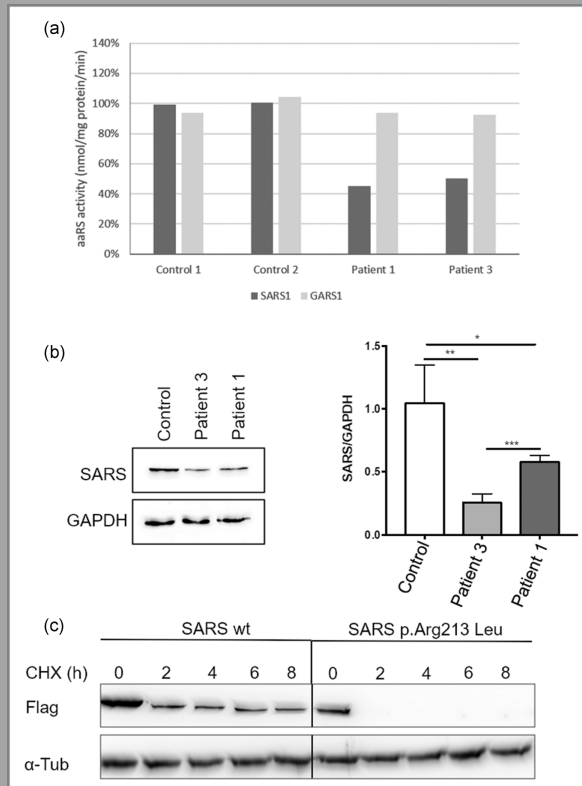 (a)
140%
120%
100%
80%
60%
40%
20%
0%
aaRS activity (nmol/mg protein/min)
Control 1 Control 2 Patient 1 Patient 3
SARS1 GARS1
(b)
Control
Patient 3
Patient 1
SARS
GAPDH
1.5
1.0
0.5
0.0
SARS/GAPDH
*
**
***
Control
Patient 3
Patient 1
(c)
SARS wt SARS p.Arg213 Leu
CHX (h) 0 2 4 6 8 0 2 4 6 8
Flag
α-Tub